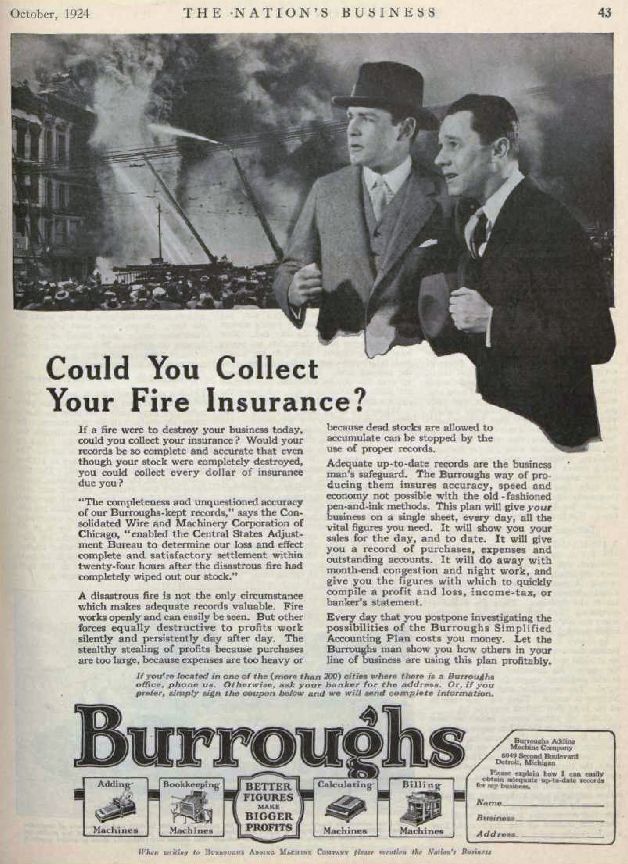 October, 1924
THE NATION'S BUSINESS
43
Could You Collect
Your Fire Insurance?
If a fire were to destroy your business today,
could you collect your insurance? Would your
records be so complete and accurate that even
though your stock were completely destroyed,
you could collect every dollar of insurance
due you?
"The completeness and unquestioned accuracy
of our Burroughs-kept records," says the Con-
solidated Wire and Machinery Corporation of
Chicago, "enabled the Central States Adjust-
ment Bureau to determine our loss and effect
complete and satisfactory settlement within
twenty-four hours after the disastrous fire had
completely wiped out our stock."
A disastrous fire is not the only circumstance
which makes adequate records valuable. Fire
works openly and can easily be seen. But other
forces equally destructive to profits work
silently and persistently day after day. The
stealthy stealing of profits because purchases
are too large, because expenses are too heavy or
because dead stocks are allowed to
accumulate can be stopped by the
use of proper records.
Adequate up-to-date records are the business
man's safeguard. The Burroughs way of pro-
ducing them insures accuracy, speed and
economy not possible with the old-fashioned
pen-and-ink methods. This plan will give your
business on a single sheet, every day, all the
vital figures you need. It will show you your
sales for the day, and to date. It will give
you a record of purchases, expenses and
outstanding accounts. It will do away with
month-end congestion and night work, and
give you the figures with which to quickly
compile a profit and loss, income-tax, or
banker's statement.
Every day that you postpone investigating the
possibilities of the Burroughs Simplified
Accounting Plan costs you money. Let the
Burroughs man show you how others in your
line of business are using this plan profitably.
If you're located in one of the (more than 200) cities where there is a Burroughs
office, phone us. Otherwise, ask your banker for the address. Or, if you
prefer, simply sign the coupon below and we will send complete information.
Burroughs
Adding
Machines
Bookkeeping
Machines
BETTER
FIGURES
MAKE
BIGGER
PROFITS
Calculating
Machines
Billing
Machines
Burroughs Adding
Machine Company
6049 Second Boulevard
Detroit, Michigan
Please explain how I can easily
obtain adequate up-to-date records
for my business.
Name
Business
Address
When writing to BURROUGHS ADDING MACHINE COMPANY please mention the Nation's Business